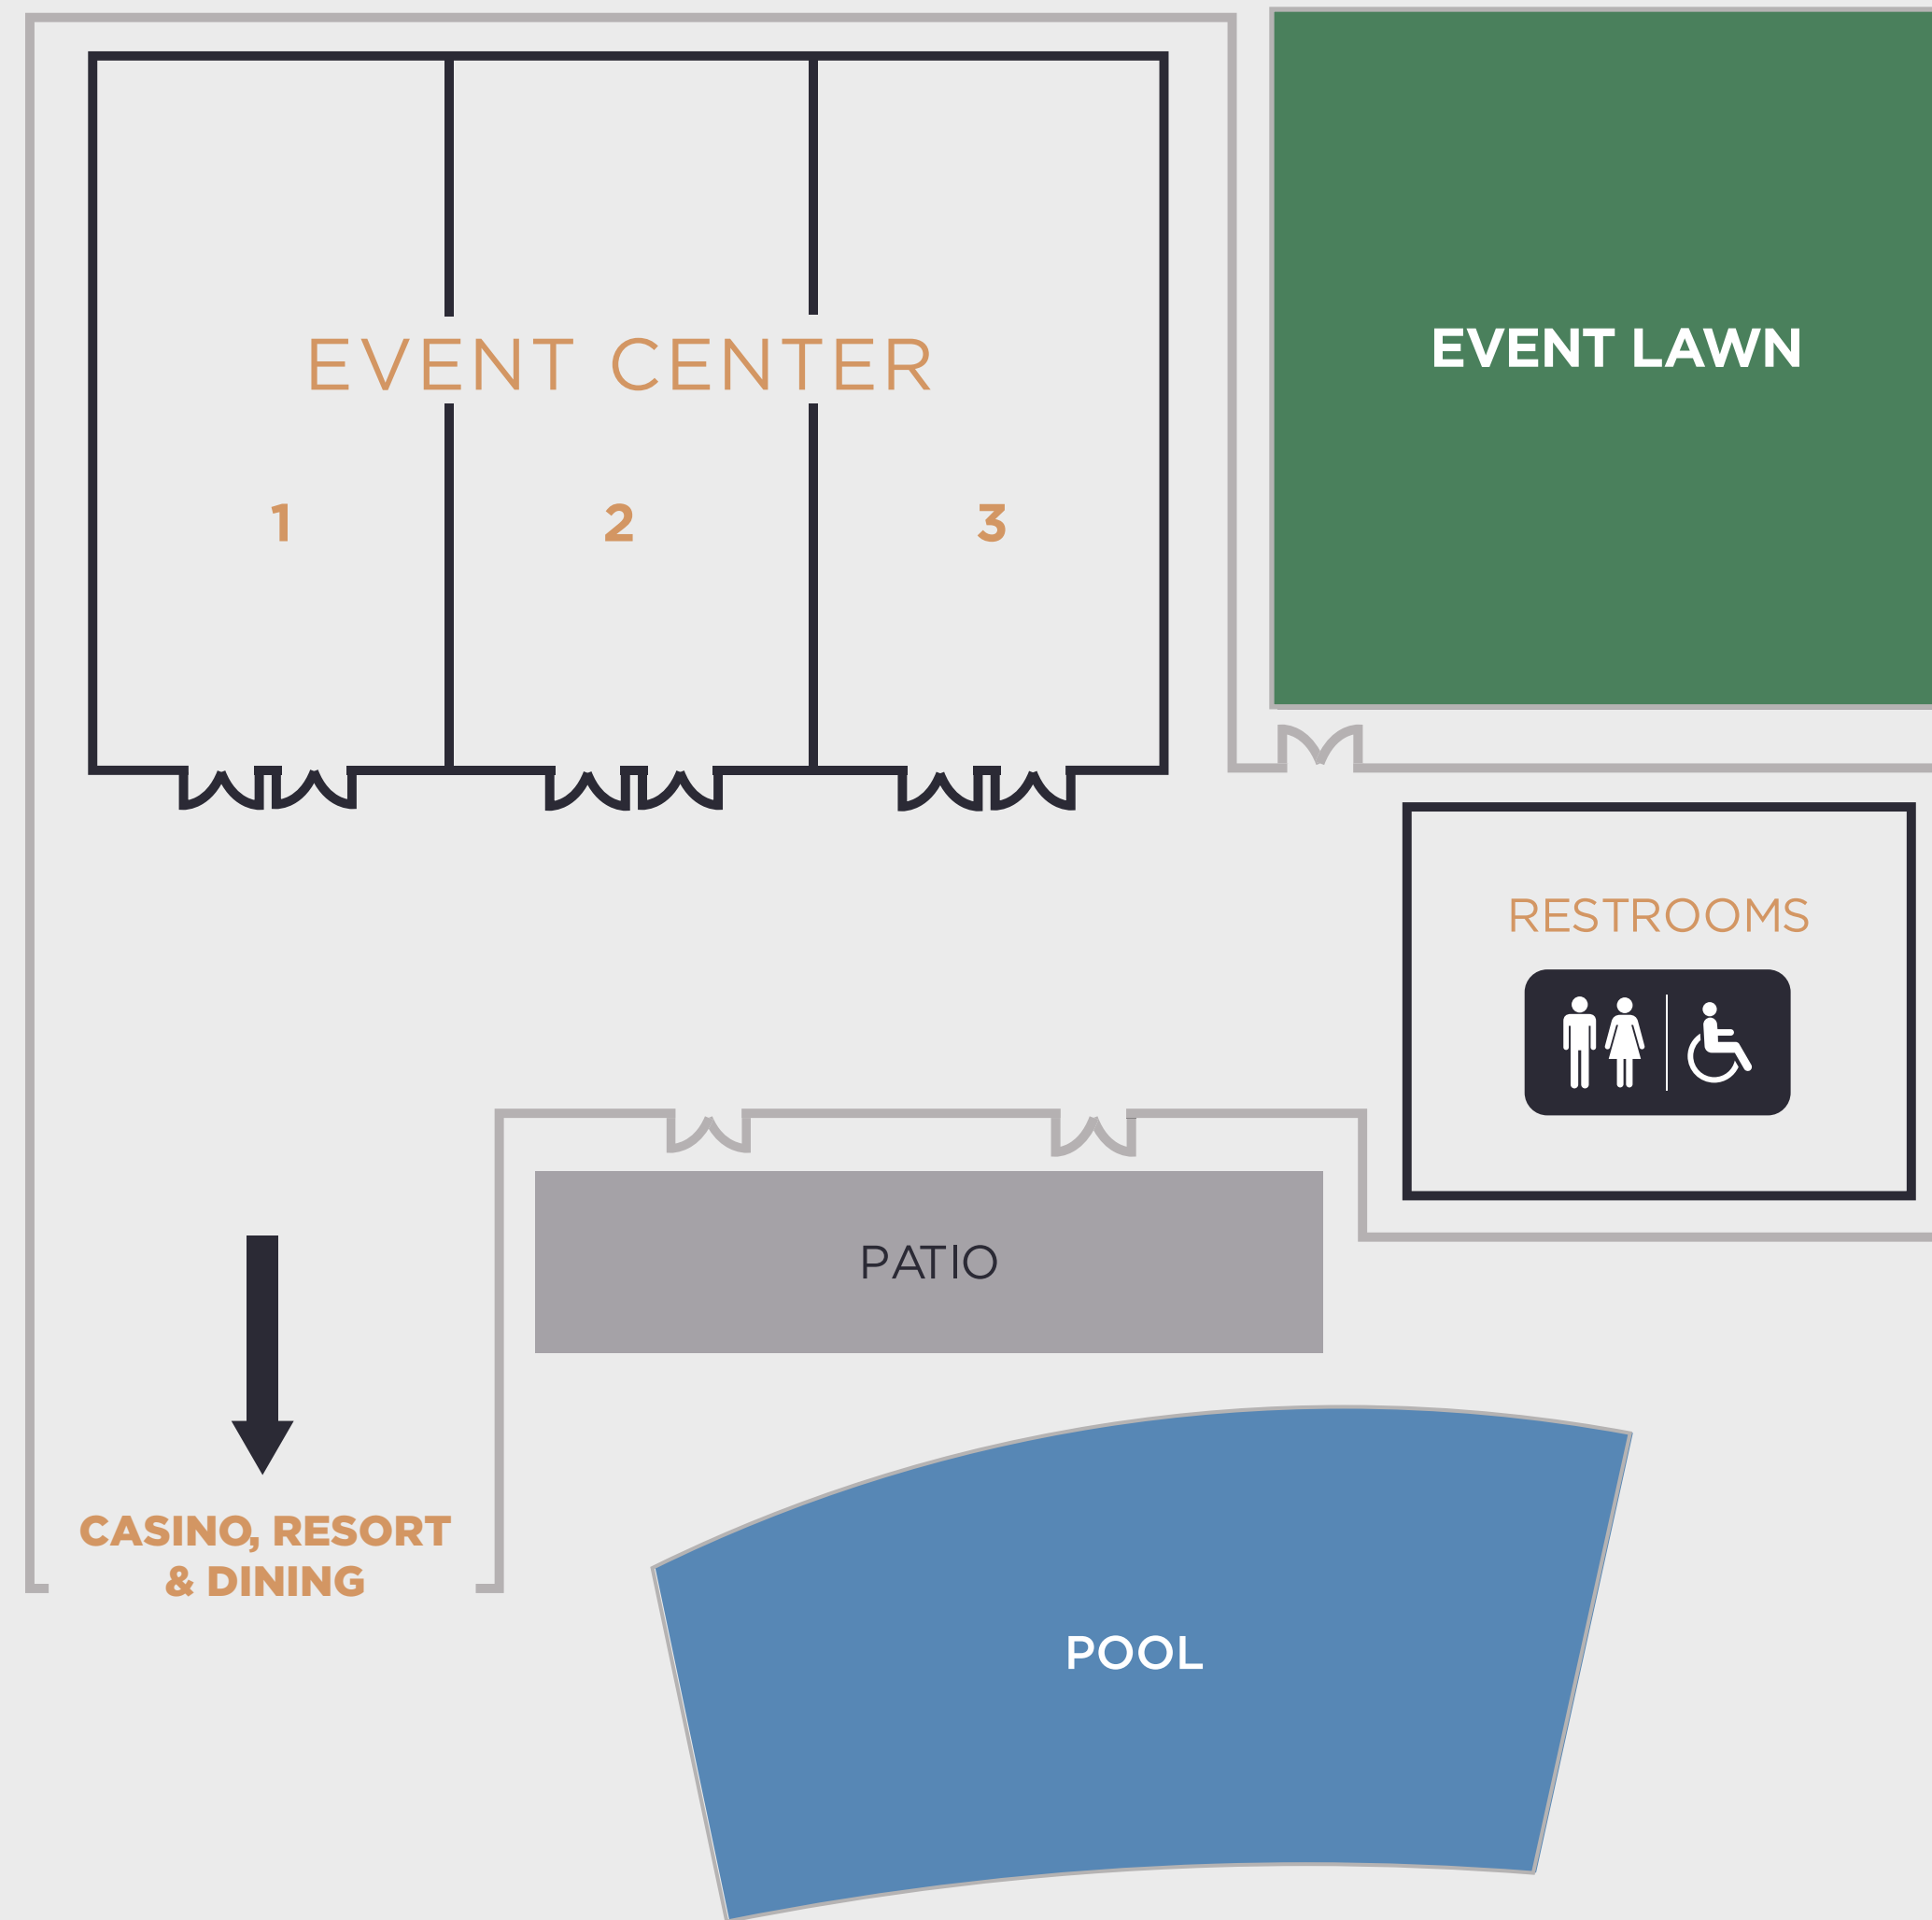 EVENT CENTER
EVENT LAWN
1
2
3
RESTROOMS
PATIO
CASINO, RESORT
& DINING
POOL